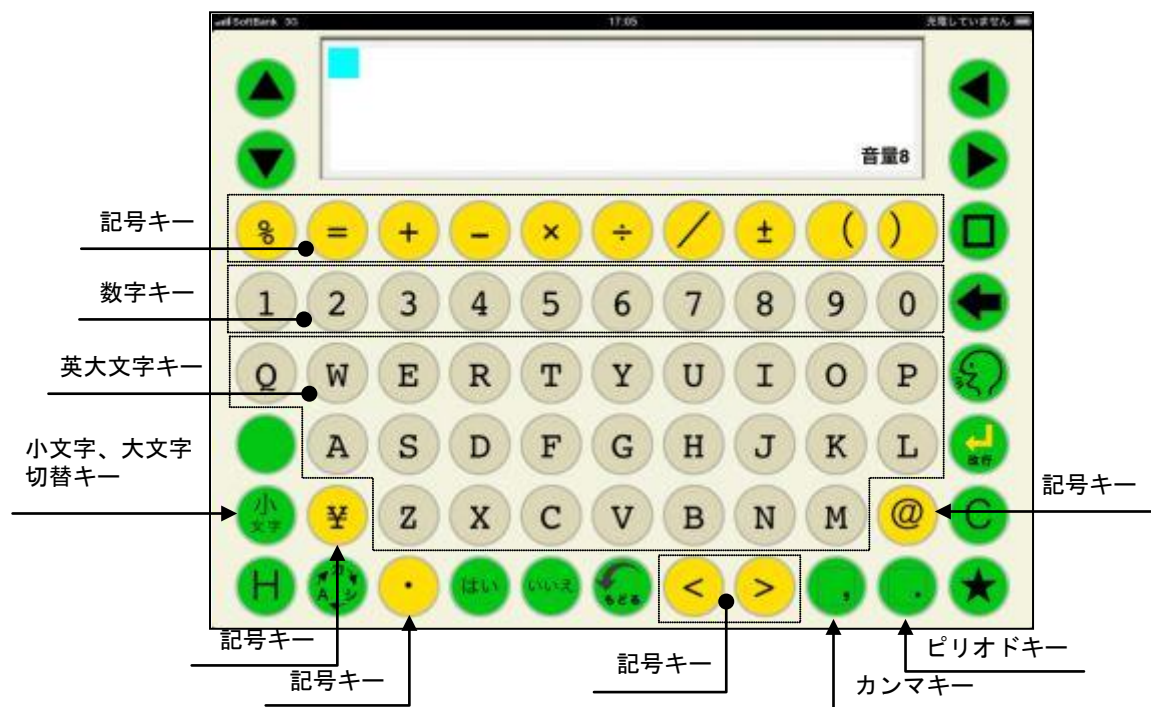 SoftBank 3G 17:05 充電していません
音量8
記号キー
% = + − × ÷ / ± ( )
数字キー
1 2 3 4 5 6 7 8 9 0
英大文字キー
Q W E R T Y U I O P
A S D F G H J K L 改行
小文字、大文字
切替キー
小文字 ¥ Z X C V B N M @ C
記号キー
H A カ シ ・ はい いいえ もどる < > , . ★
記号キー
記号キー
記号キー
カンマキー
ピリオドキー